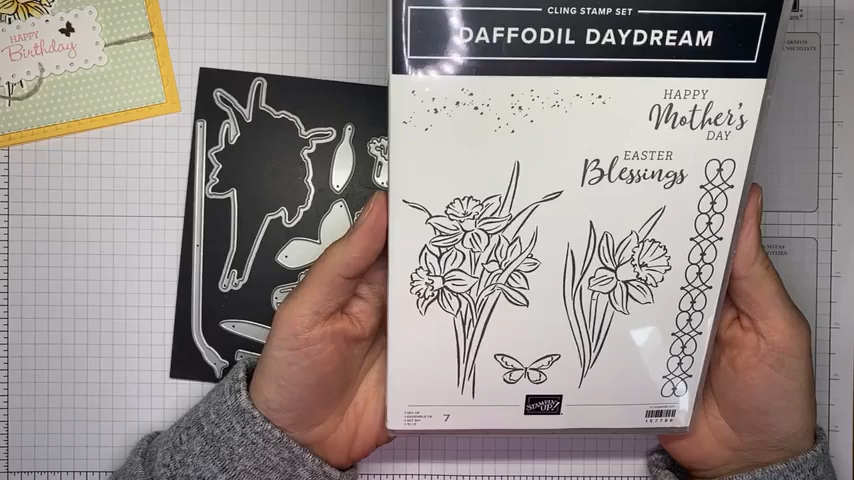 HAPPY
Birthday
CLING STAMP SET
DAFFODIL DAYDREAM
HAPPY
Mother's
DAY
EASTER
Blessings
STAMPIN' UP!
7